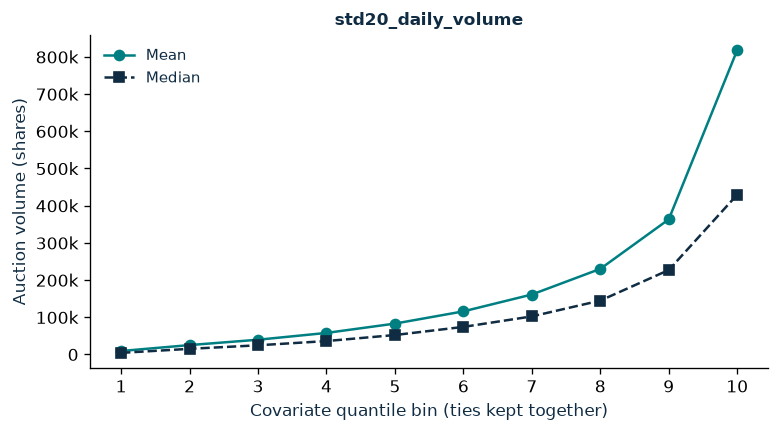 std20_daily_volume
Mean
Median
Auction volume (shares)
800k
700k
600k
500k
400k
300k
200k
100k
0
1 2 3 4 5 6 7 8 9 10
Covariate quantile bin (ties kept together)